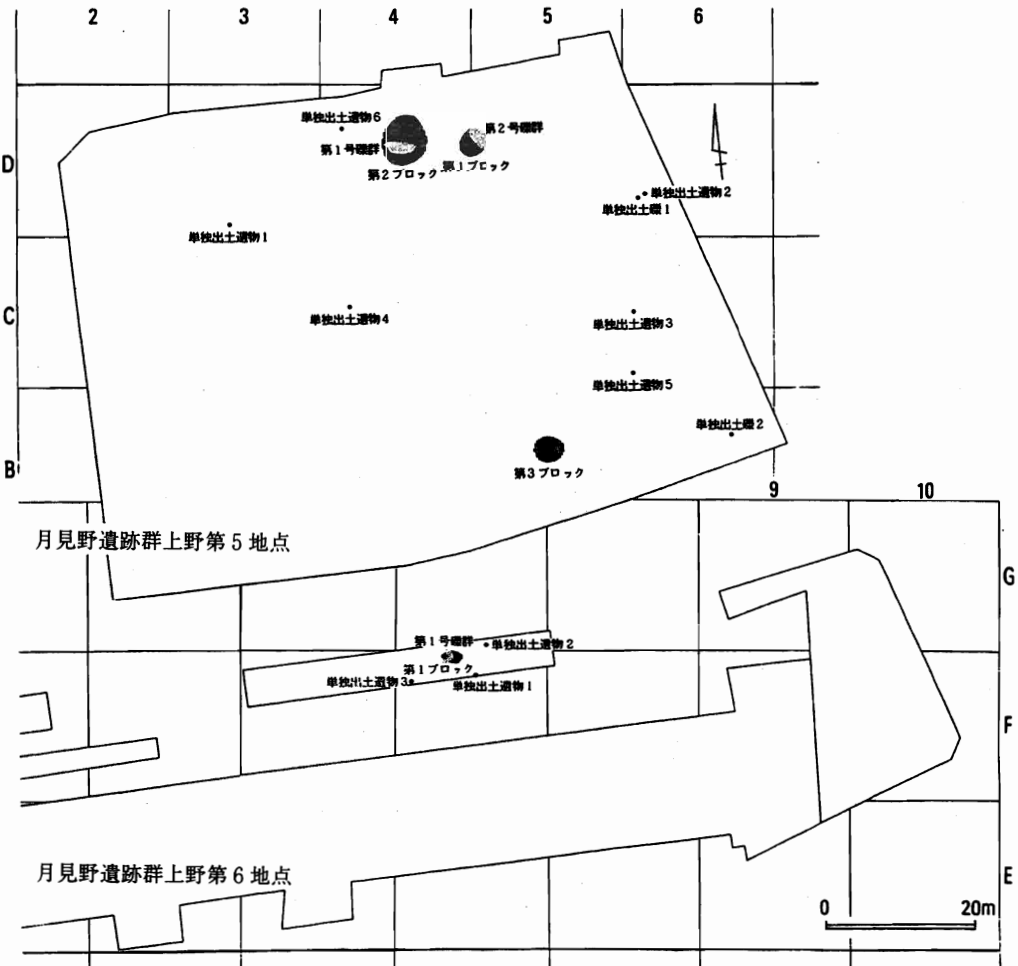 2 3 4 5 6
D
単独出土遺物6
第1号礫群
第2号礫群
第2ブロック
第1ブロック
単独出土遺物2
単独出土礫1
単独出土遺物1
C
単独出土遺物4
単独出土遺物3
単独出土遺物5
単独出土礫2
B
第3ブロック
9 10
月見野遺跡群上野第5地点
G
第1号礫群
単独出土遺物2
第1ブロック
単独出土遺物3
単独出土遺物1
F
月見野遺跡群上野第6地点
E
0 20m